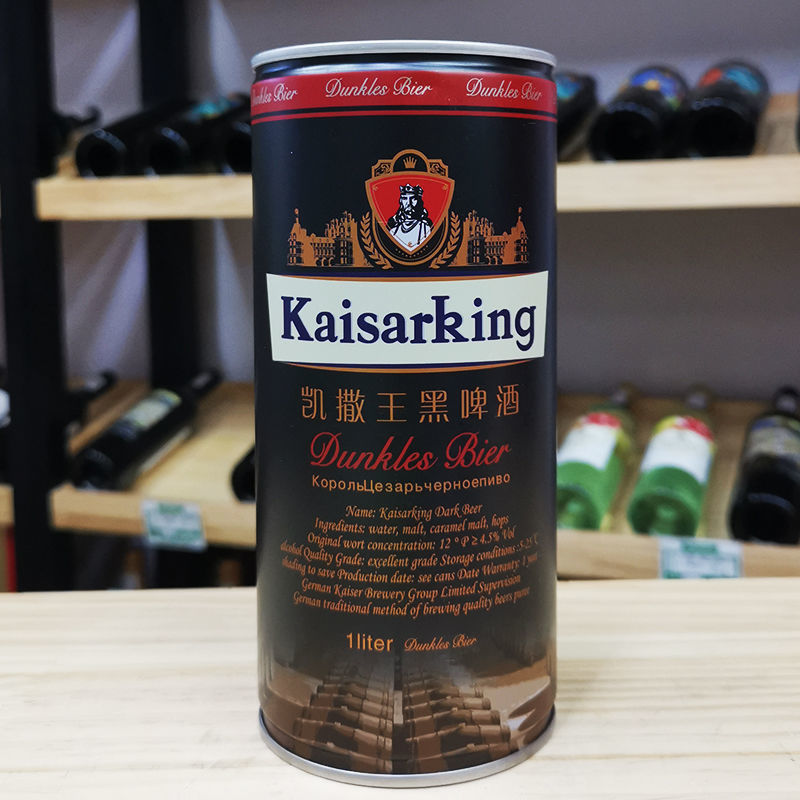 Dunkles Bier Dunkles Bier Dunkles Bier
Kaisarking
凯撒王黑啤酒
Dunkles Bier
КорольЦезарьчерноепиво
Name: Kaisarking Dark Beer
Ingredients: water, malt, caramel malt, hops
Original wort concentration: 12 °P ≥ 4.5% Vol
alcohol Quality Grade: excellent grade Storage conditions :5-25℃
shading to save Production date: see cans Date Warranty: 1 year
German Kaiser Brewery Group Limited Supervision
German traditional method of brewing quality beers puree
1liter Dunkles Bier